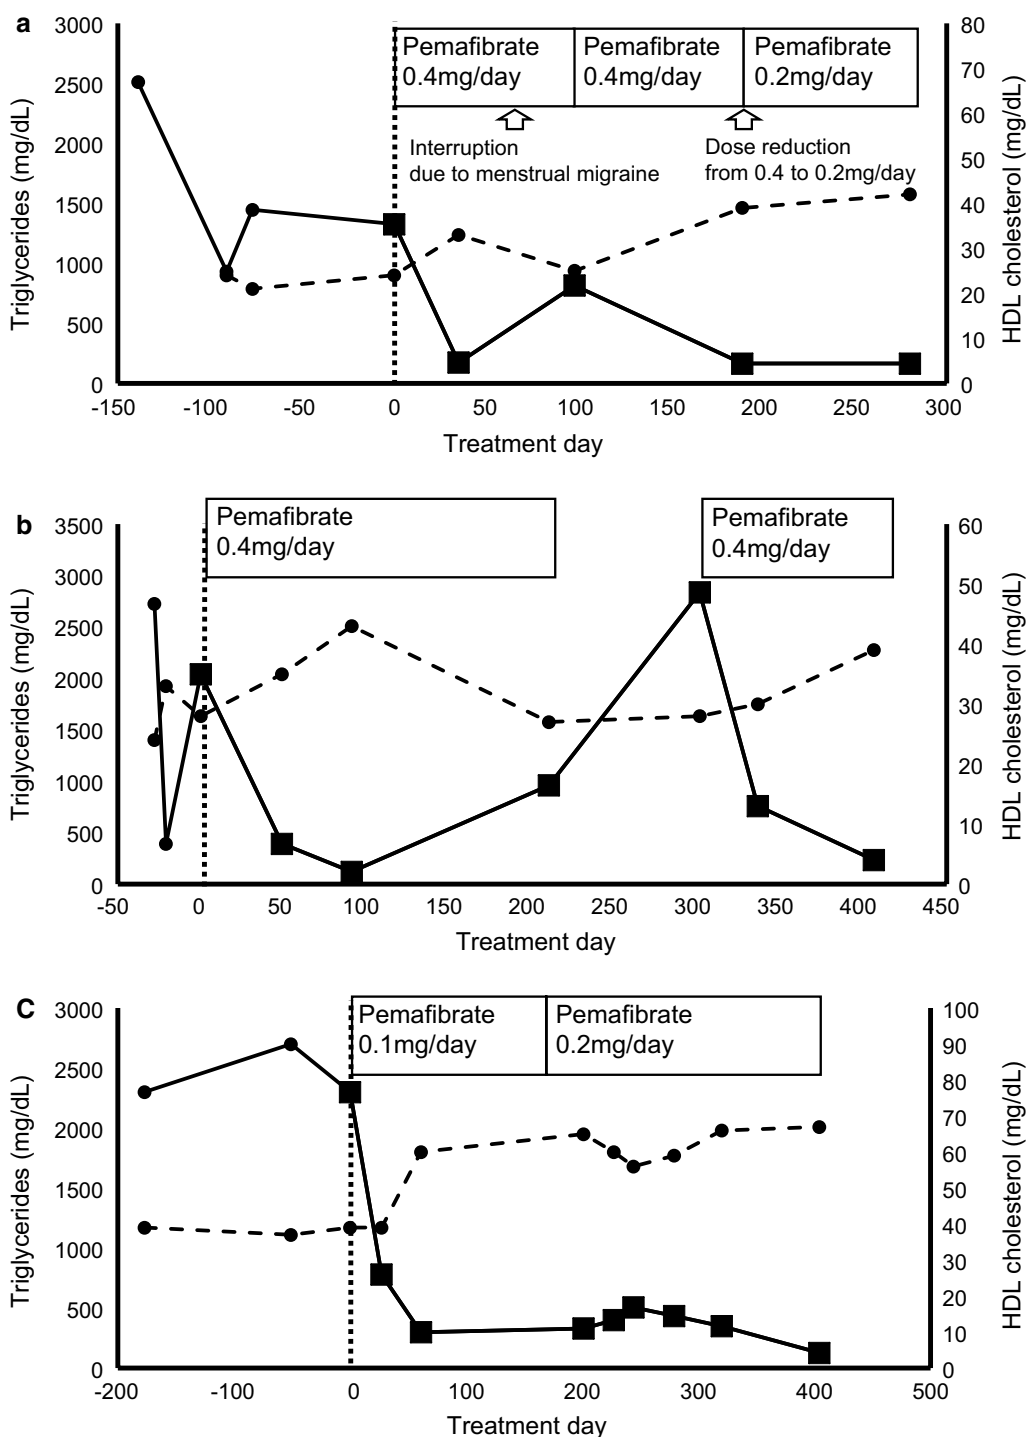 a
3000
2500
2000
1500
1000
500
0
Triglycerides (mg/dL)
80
70
60
50
40
30
20
10
0
HDL cholesterol (mg/dL)
Pemafibrate
0.4mg/day
Pemafibrate
0.4mg/day
Pemafibrate
0.2mg/day
Interruption
due to menstrual migraine
Dose reduction
from 0.4 to 0.2mg/day
-150 -100 -50 0 50 100 150 200 250 300
Treatment day
b
3500
3000
2500
2000
1500
1000
500
0
Triglycerides (mg/dL)
60
50
40
30
20
10
0
HDL cholesterol (mg/dL)
Pemafibrate
0.4mg/day
Pemafibrate
0.4mg/day
-50 0 50 100 150 200 250 300 350 400 450
Treatment day
C
3000
2500
2000
1500
1000
500
0
Triglycerides (mg/dL)
100
90
80
70
60
50
40
30
20
10
0
HDL cholesterol (mg/dL)
Pemafibrate
0.1mg/day
Pemafibrate
0.2mg/day
-200 -100 0 100 200 300 400 500
Treatment day